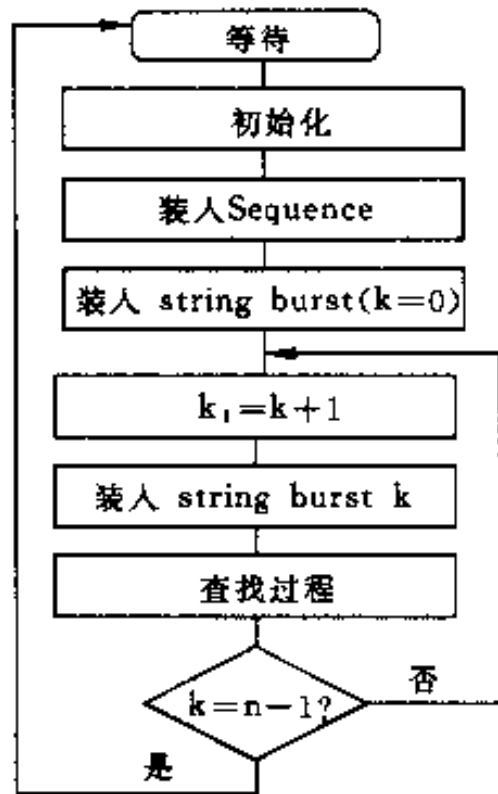 等待
初始化
装人Sequence
装人 string burst(k=0)
k₁=k+1
装人 string burst k
查找过程
k=n-1?
否
是